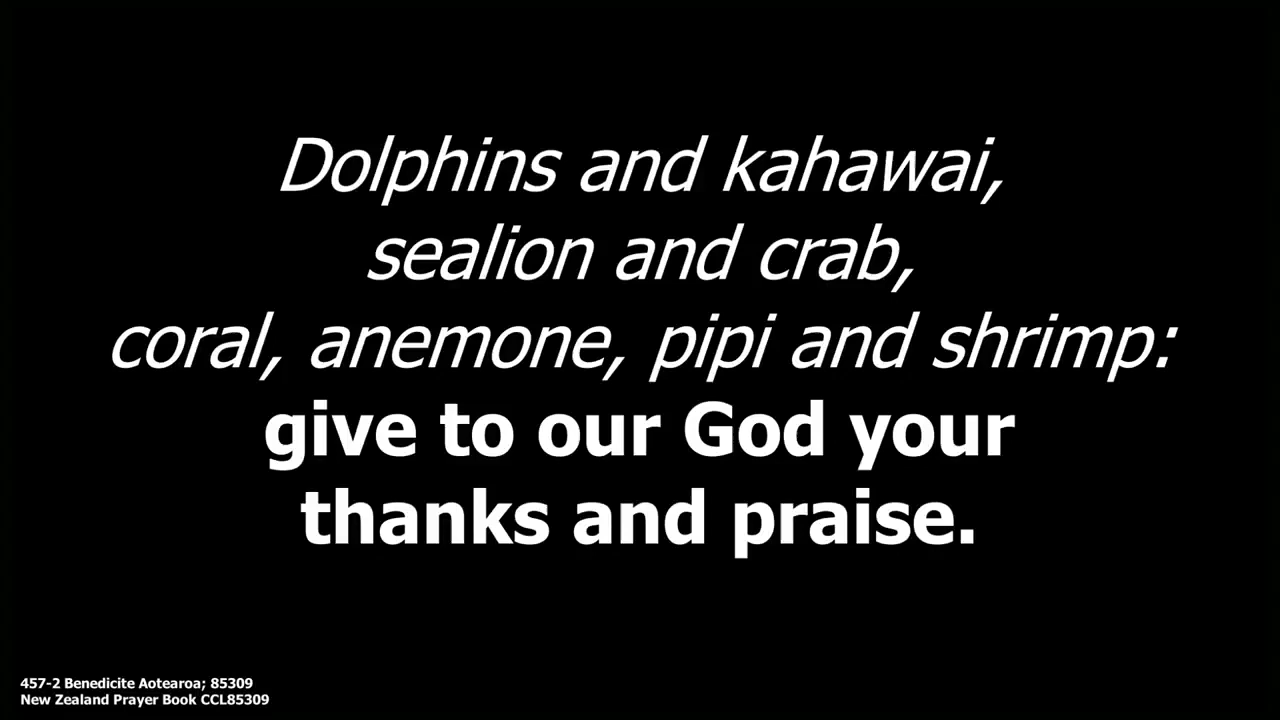 Dolphins and kahawai,
sealion and crab,
coral, anemone, pipi and shrimp:
give to our God your
thanks and praise.
457-2 Benedicite Aotearoa; 85309
New Zealand Prayer Book CCL85309